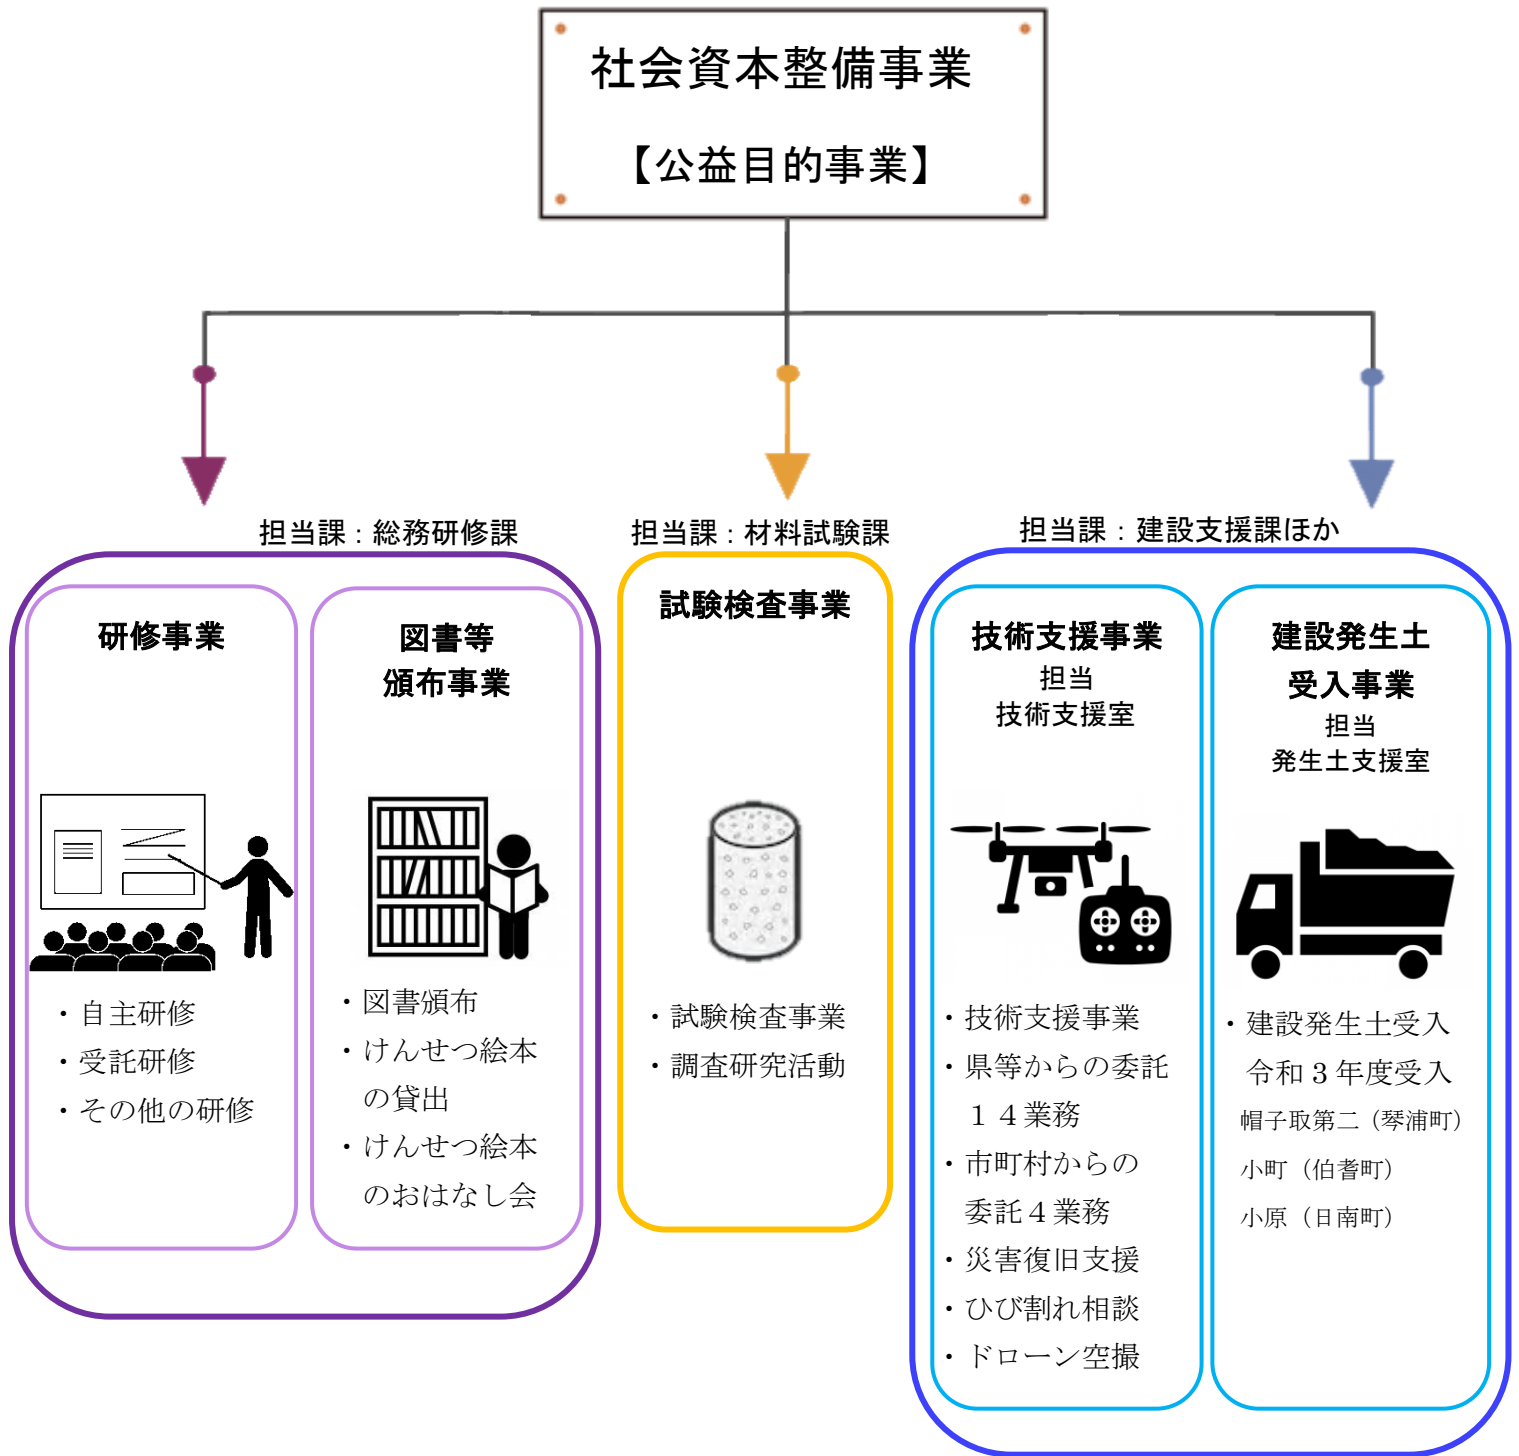 社会資本整備事業
【公益目的事業】
担当課：総務研修課
研修事業
・自主研修
・受託研修
・その他の研修
図書等
頒布事業
・図書頒布
・けんせつ絵本
の貸出
・けんせつ絵本
のおはなし会
担当課：材料試験課
試験検査事業
・試験検査事業
・調査研究活動
担当課：建設支援課ほか
技術支援事業
担当
技術支援室
・技術支援事業
・県等からの委託
１４業務
・市町村からの
委託４業務
・災害復旧支援
・ひび割れ相談
・ドローン空撮
建設発生土
受入事業
担当
発生土支援室
・建設発生土受入
令和３年度受入
帽子取第二（琴浦町）
小町（伯耆町）
小原（日南町）